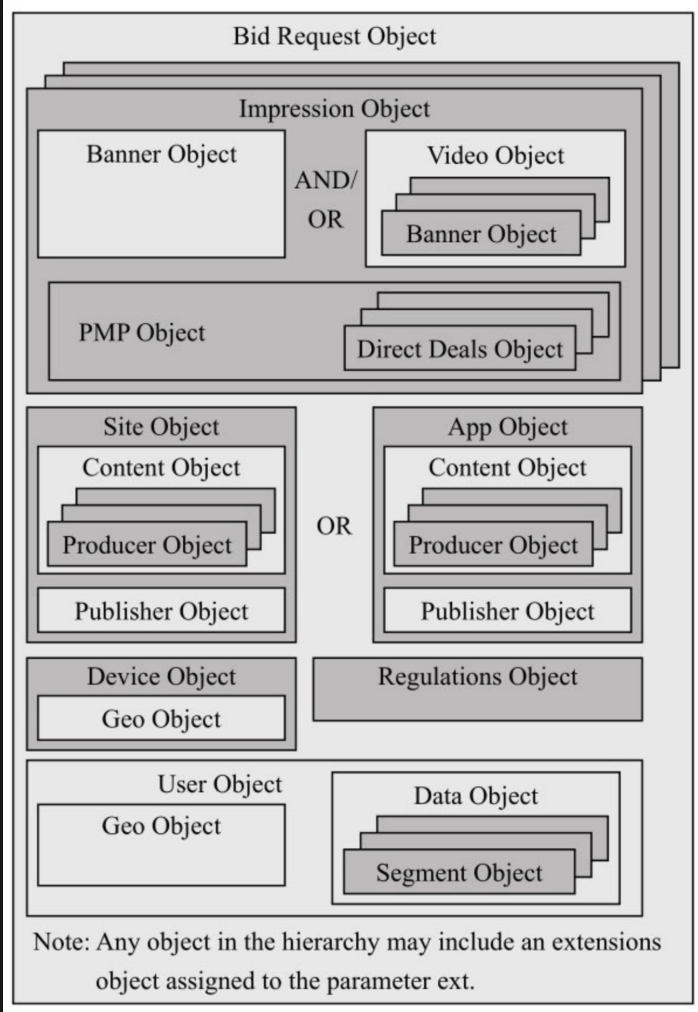 Bid Request Object
Impression Object
Banner Object
AND/
OR
Video Object
Banner Object
PMP Object
Direct Deals Object
Site Object
Content Object
Producer Object
Publisher Object
OR
App Object
Content Object
Producer Object
Publisher Object
Device Object
Geo Object
Regulations Object
User Object
Geo Object
Data Object
Segment Object
Note: Any object in the hierarchy may include an extensions
object assigned to the parameter ext.